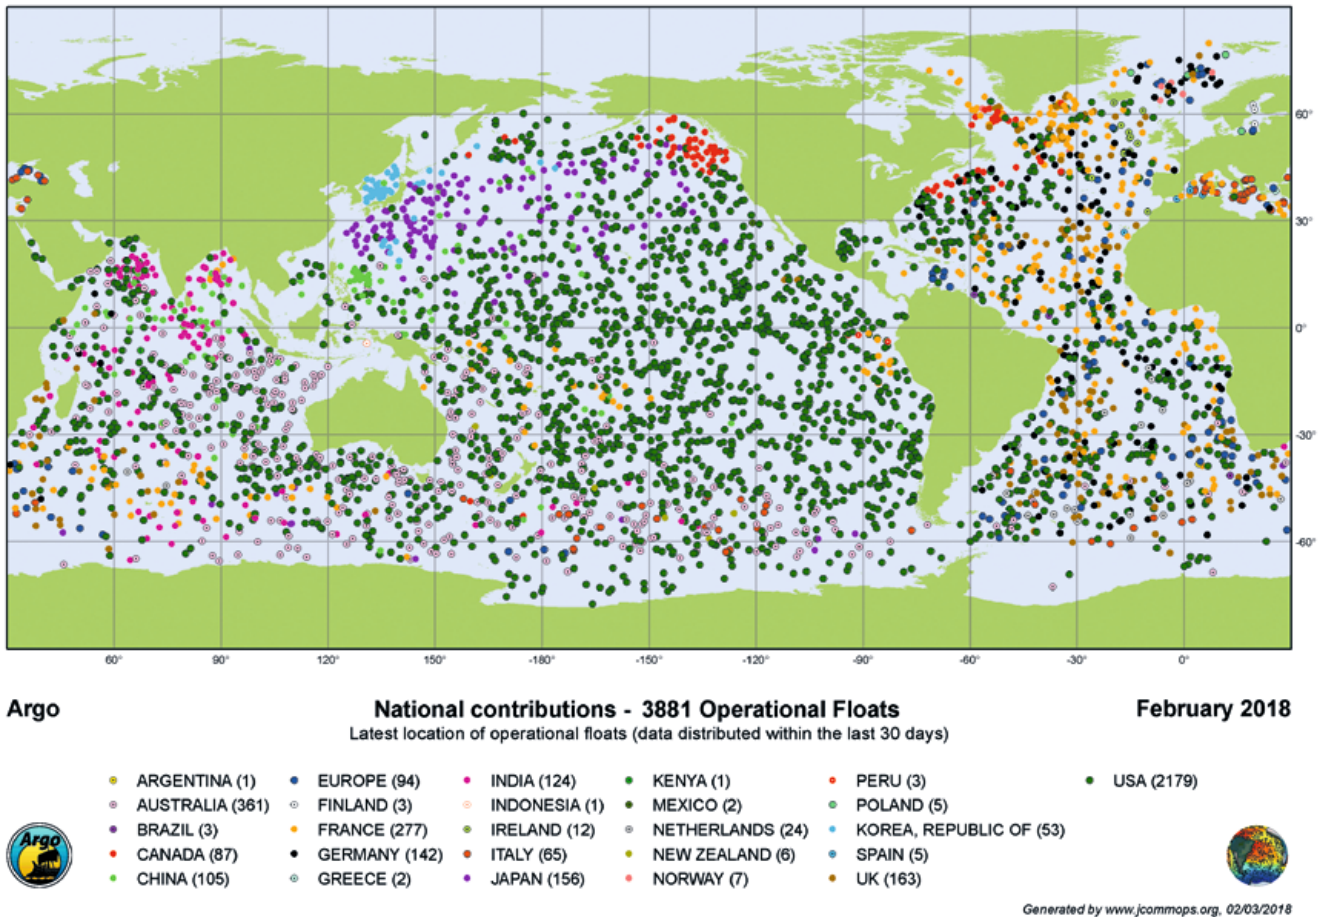 60°
30°
0°
-30°
-60°
60° 90° 120° 150° -180° -150° -120° -90° -60° -30° 0°
Argo National contributions - 3881 Operational Floats February 2018
Latest location of operational floats (data distributed within the last 30 days)
ARGENTINA (1) EUROPE (94) INDIA (124) KENYA (1) PERU (3) USA (2179)
AUSTRALIA (361) FINLAND (3) INDONESIA (1) MEXICO (2) POLAND (5)
BRAZIL (3) FRANCE (277) IRELAND (12) NETHERLANDS (24) KOREA, REPUBLIC OF (53)
CANADA (87) GERMANY (142) ITALY (65) NEW ZEALAND (6) SPAIN (5)
CHINA (105) GREECE (2) JAPAN (156) NORWAY (7) UK (163)
Argo
Generated by www.jcommops.org, 02/03/2018